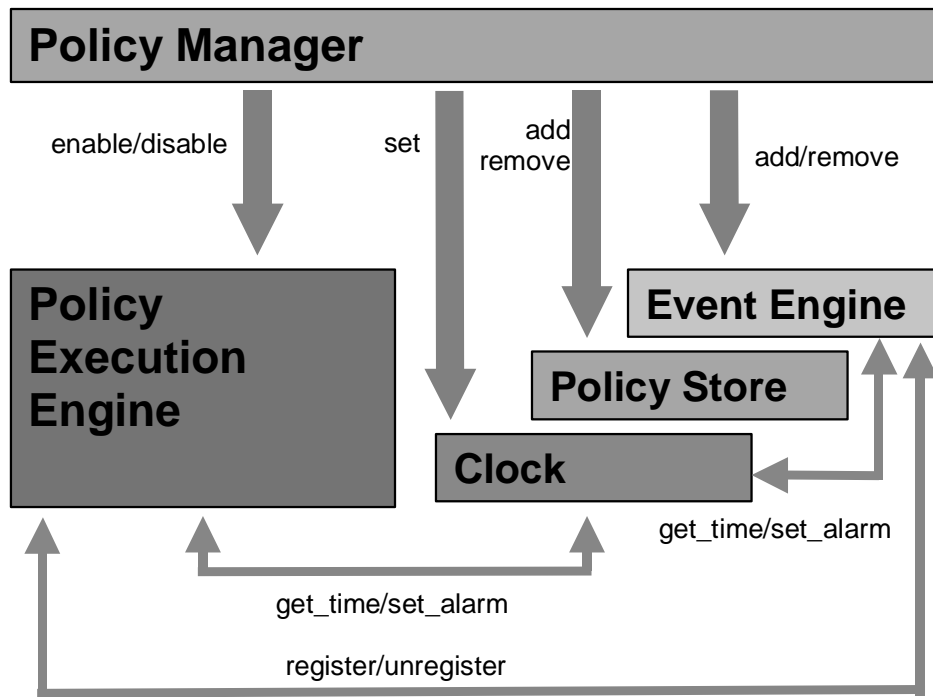 Policy Manager
enable/disable
set
add
remove
add/remove
Policy
Execution
Engine
Event Engine
Policy Store
Clock
get_time/set_alarm
get_time/set_alarm
register/unregister